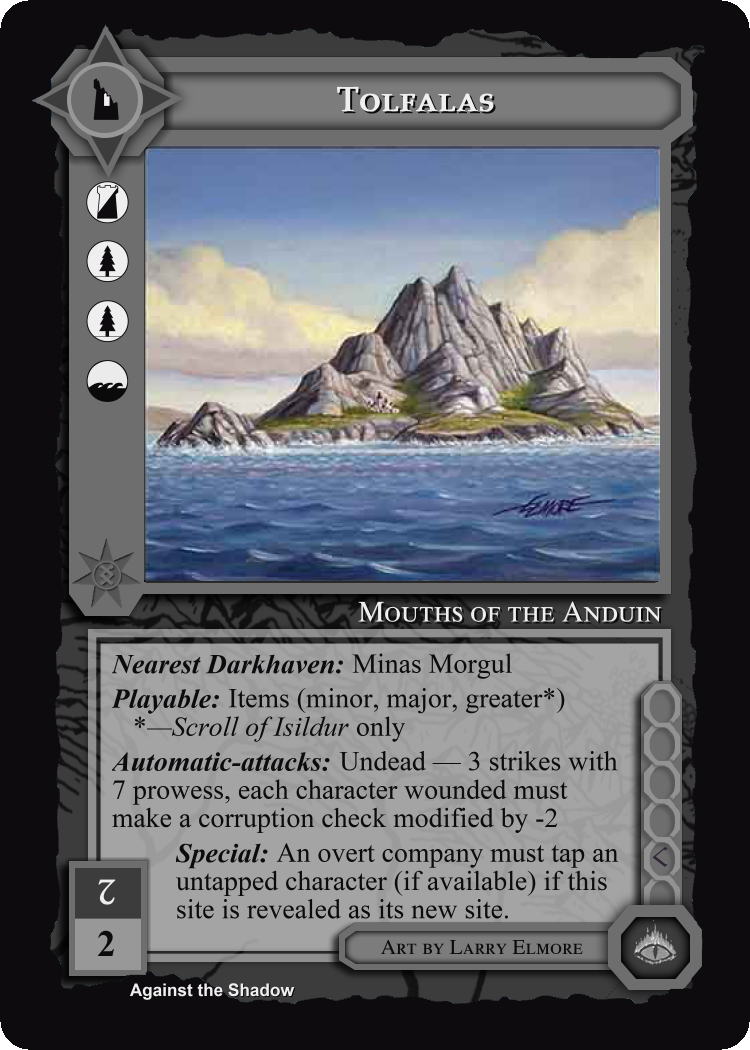 Tolfalas
Elmore
Mouths of the Anduin
Nearest Darkhaven: Minas Morgul
Playable: Items (minor, major, greater*)
*—Scroll of Isildur only
Automatic-attacks: Undead — 3 strikes with
7 prowess, each character wounded must
make a corruption check modified by -2
Special: An overt company must tap an
untapped character (if available) if this
site is revealed as its new site.
2
2
Art by Larry Elmore
Against the Shadow